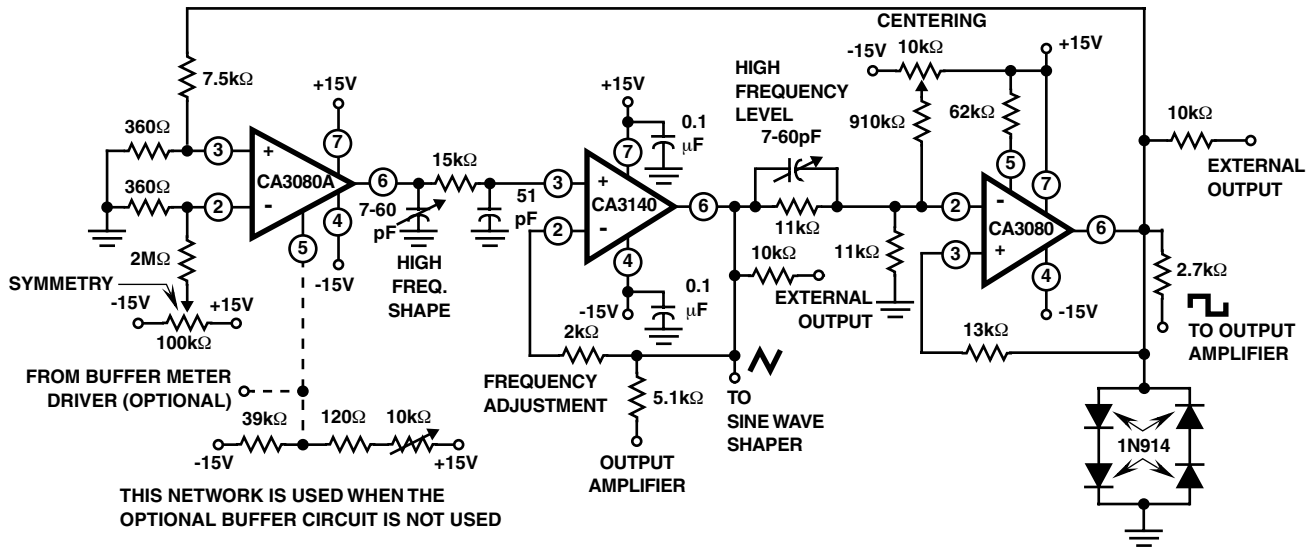 CENTERING
-15V
10kΩ
+15V
7.5kΩ
+15V
+15V
HIGH
FREQUENCY
LEVEL
7-60pF
0.1
μF
910kΩ
62kΩ
10kΩ
EXTERNAL
OUTPUT
360Ω
3
+
7
CA3080A
6
15kΩ
3
+
7
CA3140
6
5
7
2
-
CA3080
6
360Ω
2
-
4
5
7-60
pF
51
pF
2
-
4
11kΩ
10kΩ
11kΩ
3
+
4
2.7kΩ
2MΩ
-15V
HIGH
FREQ.
SHAPE
-15V
0.1
μF
EXTERNAL
OUTPUT
-15V
TO OUTPUT
AMPLIFIER
SYMMETRY
-15V
+15V
100kΩ
2kΩ
13kΩ
FREQUENCY
ADJUSTMENT
FROM BUFFER METER
DRIVER (OPTIONAL)
5.1kΩ
TO
SINE WAVE
SHAPER
39kΩ
120Ω
10kΩ
-15V
+15V
OUTPUT
AMPLIFIER
1N914
THIS NETWORK IS USED WHEN THE
OPTIONAL BUFFER CIRCUIT IS NOT USED